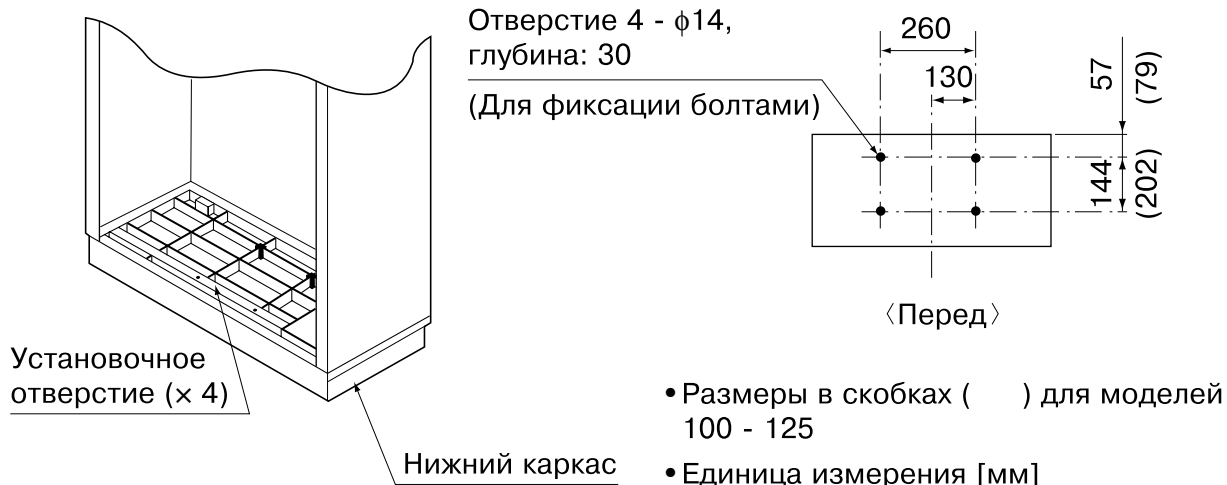 Отверстие 4 - ϕ14,
глубина: 30
(Для фиксации болтами)
260
130
57
(79)
144
(202)
〈Перед〉
Установочное
отверстие (× 4)
Нижний каркас
• Размеры в скобках ( ) для моделей
100 - 125
• Единица измерения [мм]